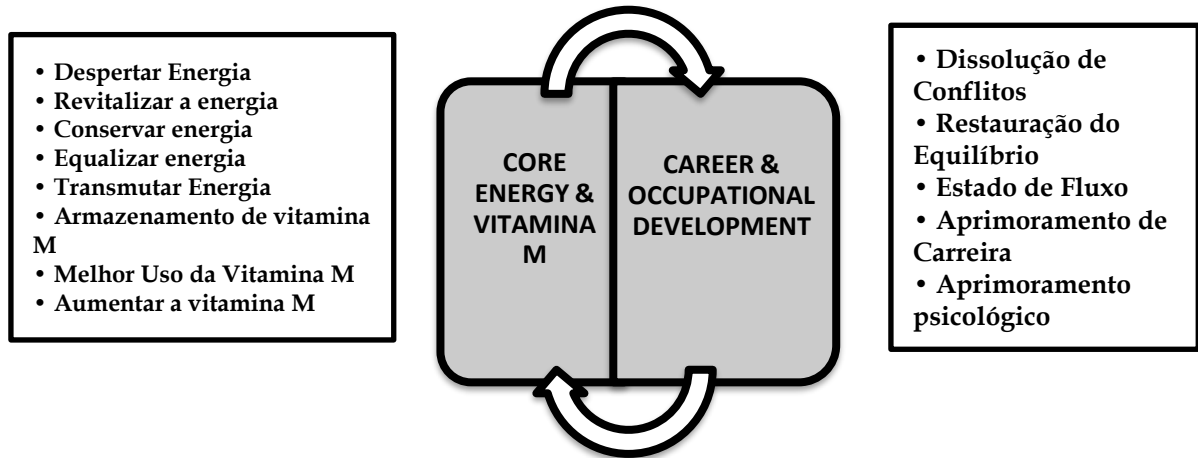 • Despertar Energia
• Revitalizar a energia
• Conservar energia
• Equalizar energia
• Transmutar Energia
• Armazenamento de vitamina
M
• Melhor Uso da Vitamina M
• Aumentar a vitamina M
CORE
ENERGY &
VITAMINA
M
CAREER &
OCCUPATIONAL
DEVELOPMENT
• Dissolução de
Conflitos
• Restauração do
Equilíbrio
• Estado de Fluxo
• Aprimoramento de
Carreira
• Aprimoramento
psicológico